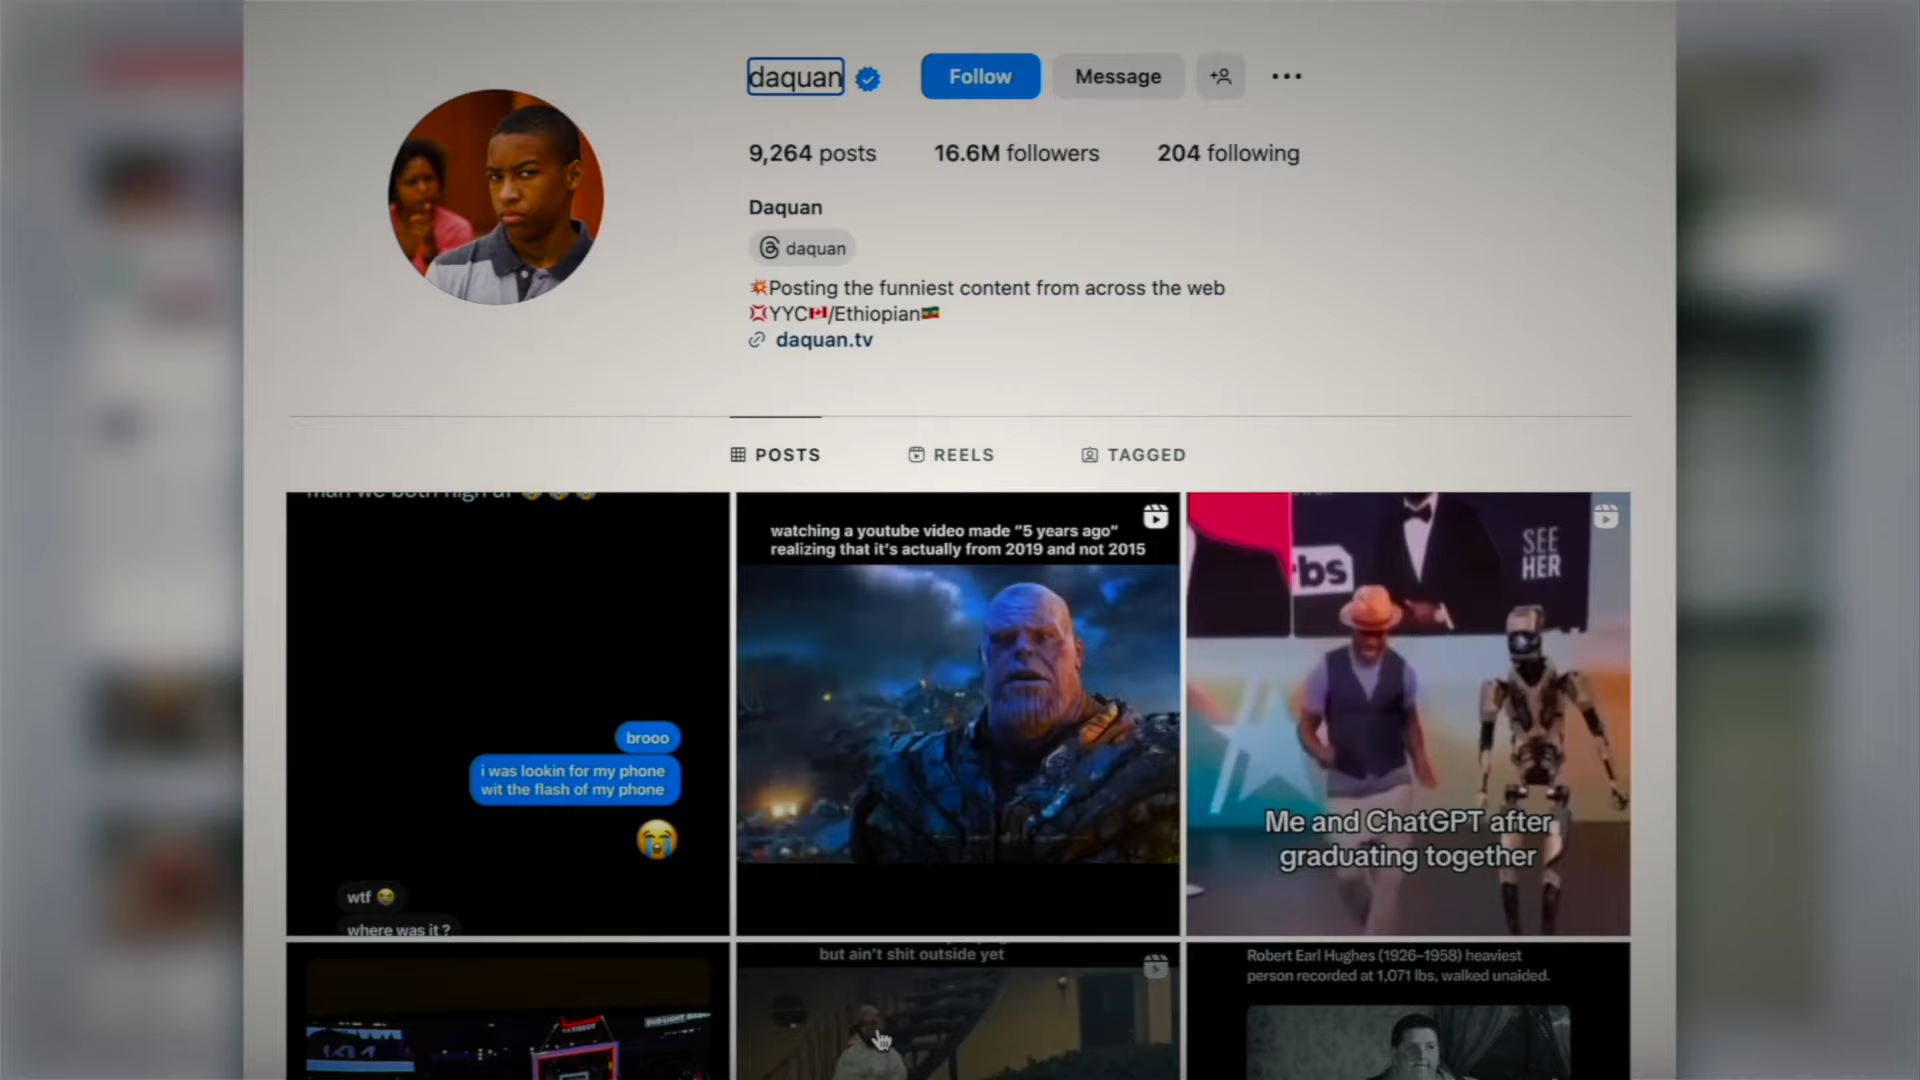 daquan
Follow
Message
9,264 posts
16.6M followers
204 following
Daquan
daquan
💥Posting the funniest content from across the web
💢YYC🇨🇦/Ethiopian🇪🇹
daquan.tv
POSTS
REELS
TAGGED
man we both high af 😭😭😭
brooo
i was lookin for my phone
wit the flash of my phone
😭
wtf 😭
where was it ?
watching a youtube video made "5 years ago"
realizing that it's actually from 2019 and not 2015
bs
SEE
HER
Me and ChatGPT after
graduating together
but ain't shit outside yet
Robert Earl Hughes (1926–1958) heaviest
person recorded at 1,071 lbs, walked unaided.
TISSOT